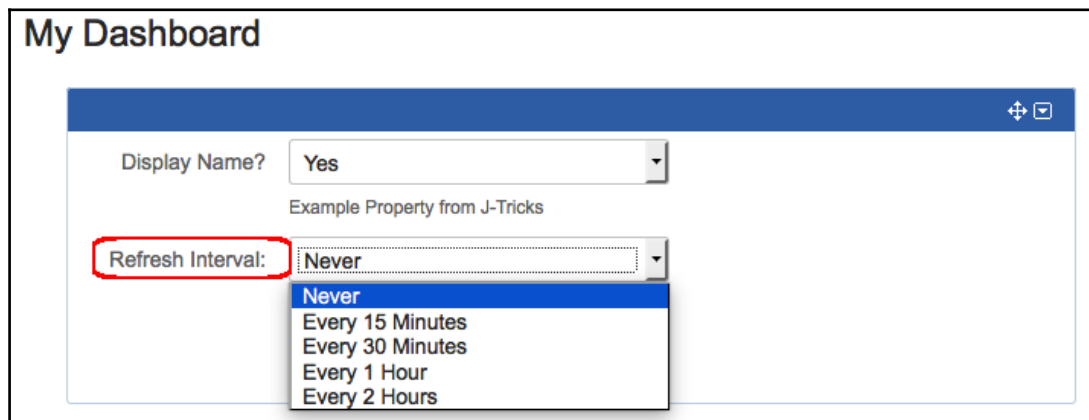 My Dashboard
Display Name? Yes
Example Property from J-Tricks
Refresh Interval: Never
Never
Every 15 Minutes
Every 30 Minutes
Every 1 Hour
Every 2 Hours